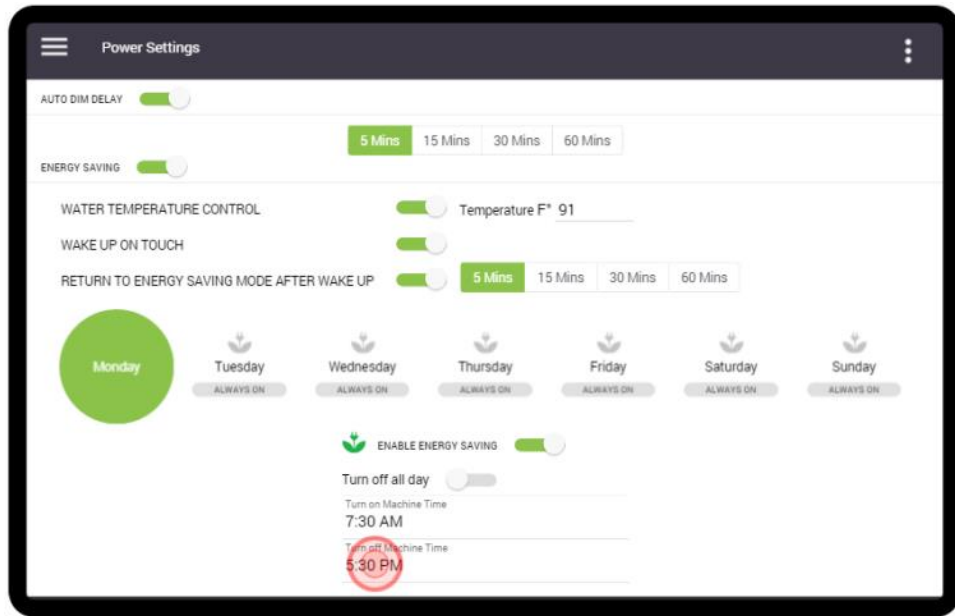 Power Settings
AUTO DIM DELAY
5 Mins 15 Mins 30 Mins 60 Mins
ENERGY SAVING
WATER TEMPERATURE CONTROL Temperature F° 91
WAKE UP ON TOUCH
RETURN TO ENERGY SAVING MODE AFTER WAKE UP 5 Mins 15 Mins 30 Mins 60 Mins
Monday Tuesday Wednesday Thursday Friday Saturday Sunday
ALWAYS ON ALWAYS ON ALWAYS ON ALWAYS ON ALWAYS ON ALWAYS ON
ENABLE ENERGY SAVING
Turn off all day
Turn on Machine Time
7:30 AM
Turn off Machine Time
5:30 PM